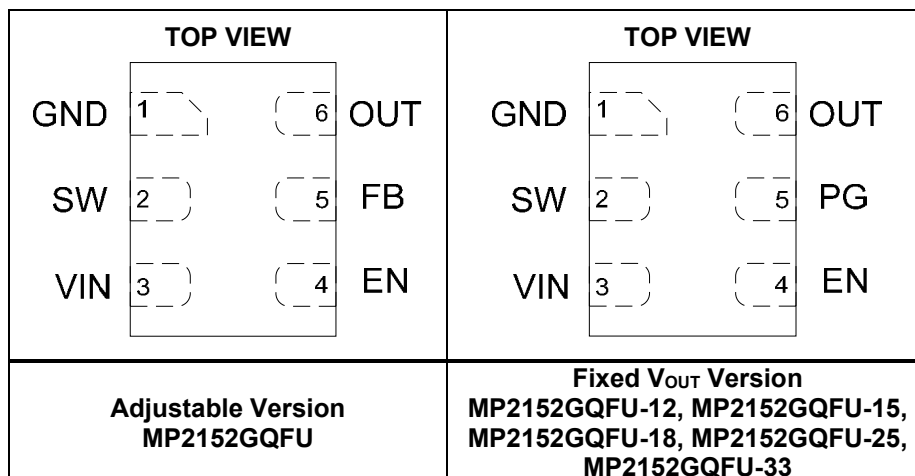 TOP VIEW
GND 1 6 OUT
SW 2 5 FB
VIN 3 4 EN
Adjustable Version
MP2152GQFU
TOP VIEW
GND 1 6 OUT
SW 2 5 PG
VIN 3 4 EN
Fixed VOUT Version
MP2152GQFU-12, MP2152GQFU-15,
MP2152GQFU-18, MP2152GQFU-25,
MP2152GQFU-33